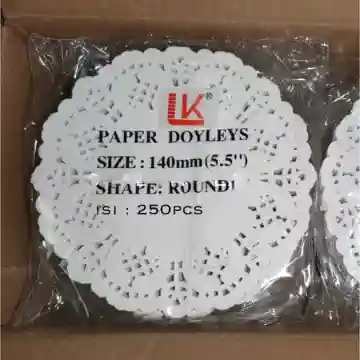 LK®
PAPER DOYLEYS
SIZE : 140mm (5.5")
SHAPE: ROUND
ISI : 250PCS